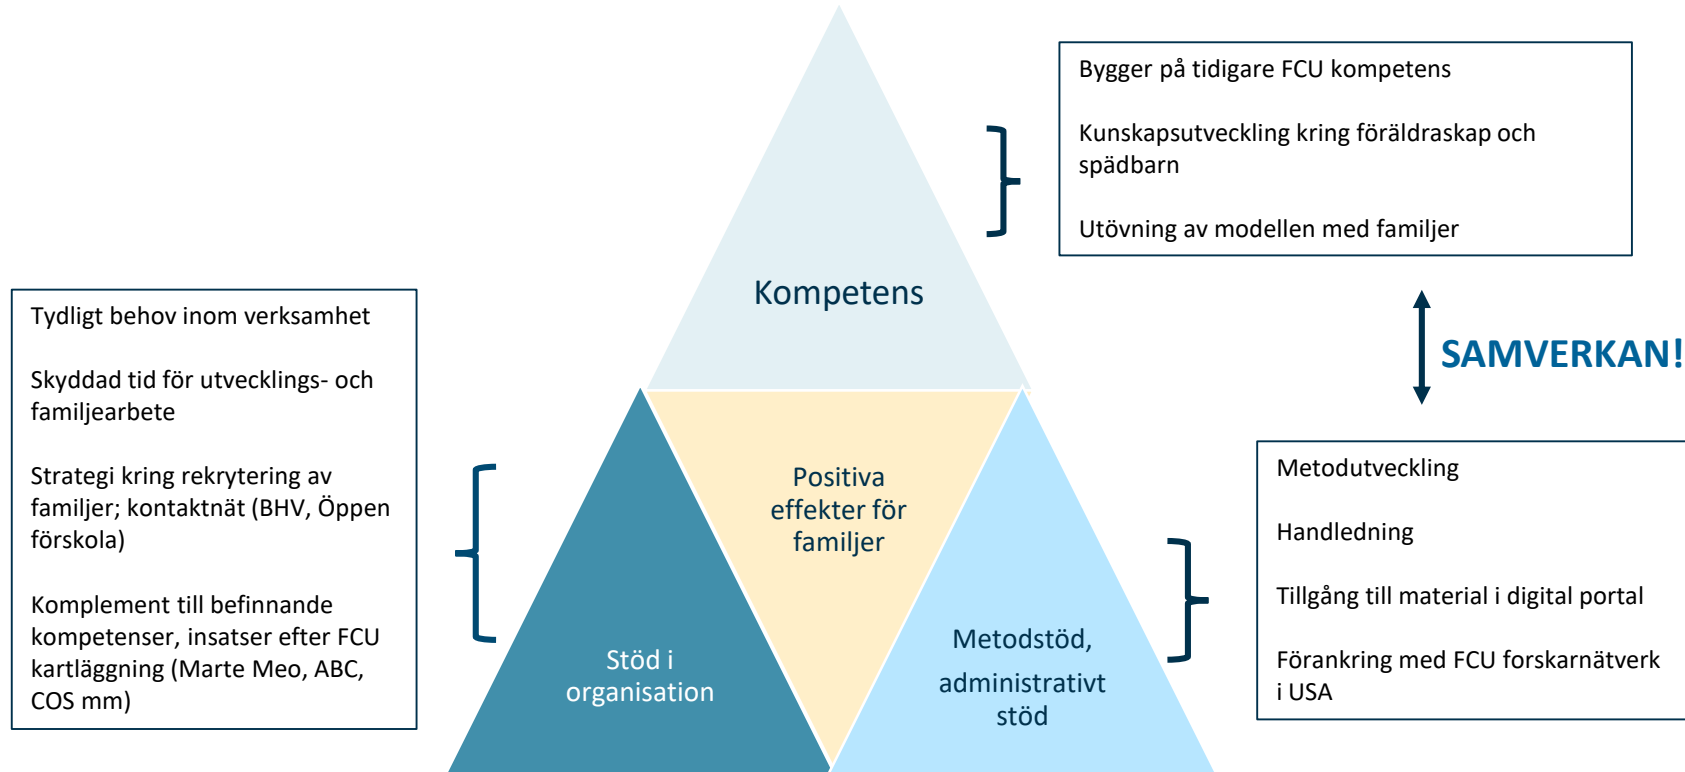 Bygger på tidigare FCU kompetens
Kunskapsutveckling kring föräldraskap och
spädbarn
Utövning av modellen med familjer
Kompetens
Tydligt behov inom verksamhet
Skyddad tid för utvecklings- och
familjearbete
Strategi kring rekrytering av
familjer; kontaktnät (BHV, Öppen
förskola)
Komplement till befinnande
kompetenser, insatser efter FCU
kartläggning (Marte Meo, ABC,
COS mm)
SAMVERKAN!
Positiva
effekter för
familjer
Stöd i
organisation
Metodstöd,
administrativt
stöd
Metodutveckling
Handledning
Tillgång till material i digital portal
Förankring med FCU forskarnätverk
i USA